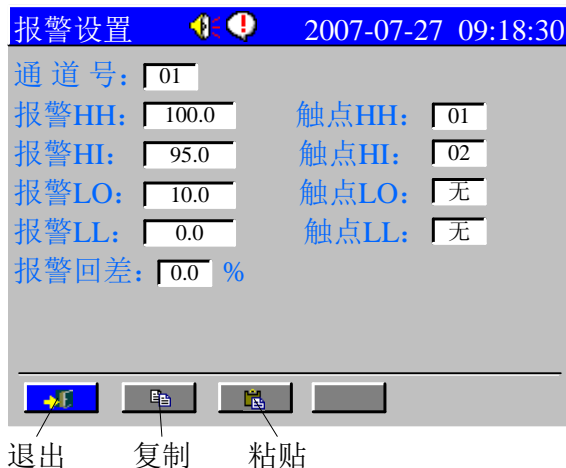 报警设置 2007-07-27 09:18:30
通道号：01
报警HH：100.0 触点HH：01
报警HI：95.0 触点HI：02
报警LO：10.0 触点LO：无
报警LL：0.0 触点LL：无
报警回差：0.0 %
退出 复制 粘贴